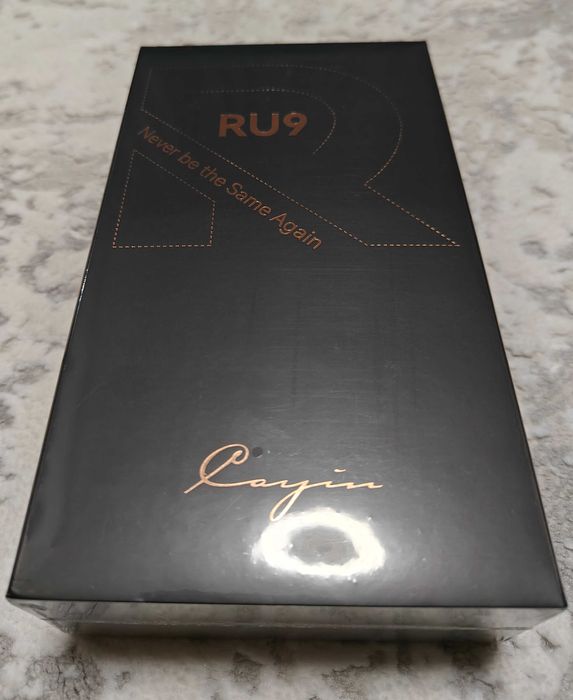 RU9
Never be the Same Again
Cayin